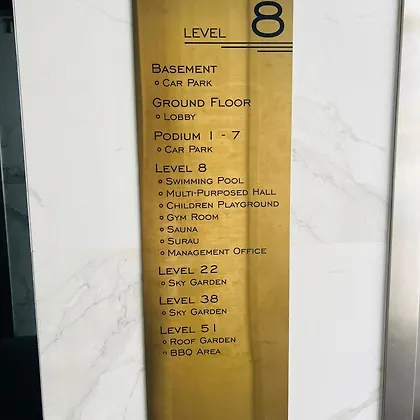 LEVEL 8
BASEMENT
CAR PARK
GROUND FLOOR
LOBBY
PODIUM 1 - 7
CAR PARK
LEVEL 8
SWIMMING POOL
MULTI-PURPOSED HALL
CHILDREN PLAYGROUND
GYM ROOM
SAUNA
SURAU
MANAGEMENT OFFICE
LEVEL 22
SKY GARDEN
LEVEL 38
SKY GARDEN
LEVEL 51
ROOF GARDEN
BBQ AREA